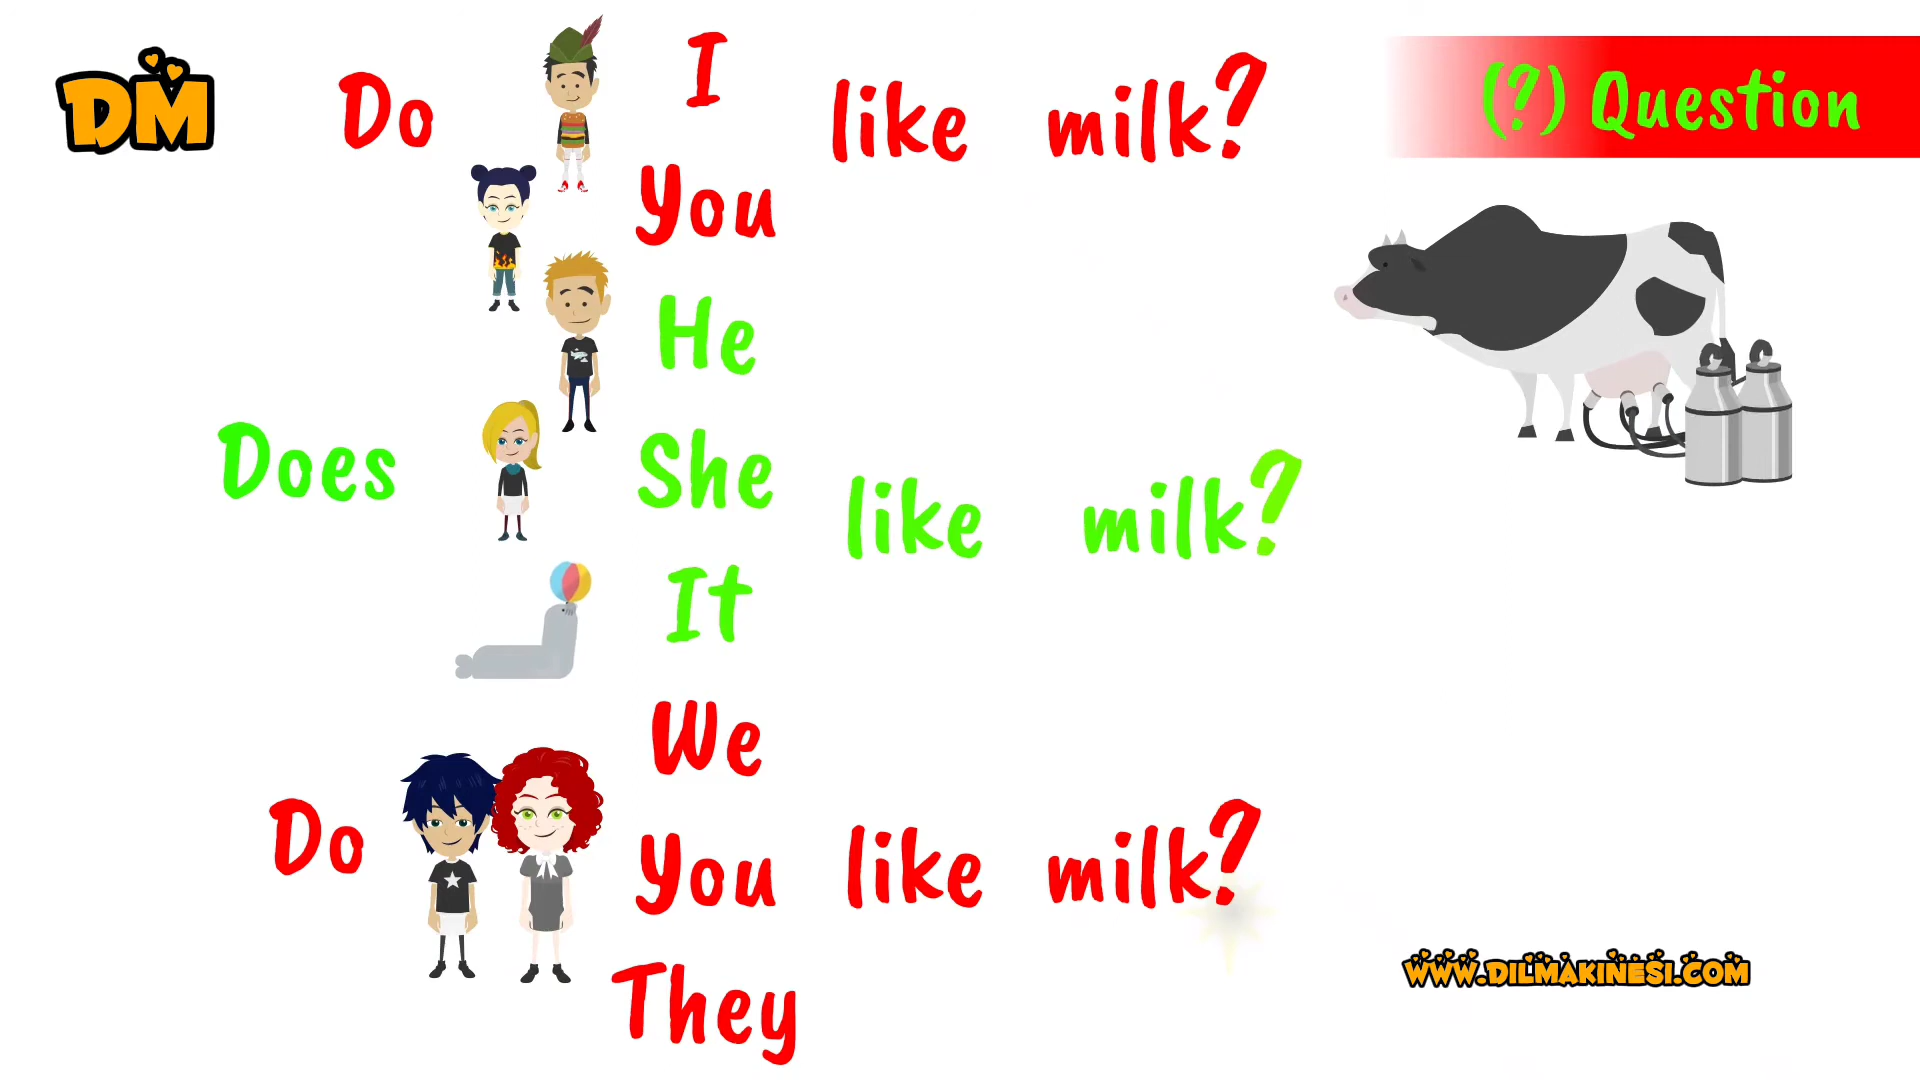 DM
Do I like milk?
(?) Question
You
He
Does She like milk?
It
We
Do You like milk?
They
WWW.DILMAKINESI.COM